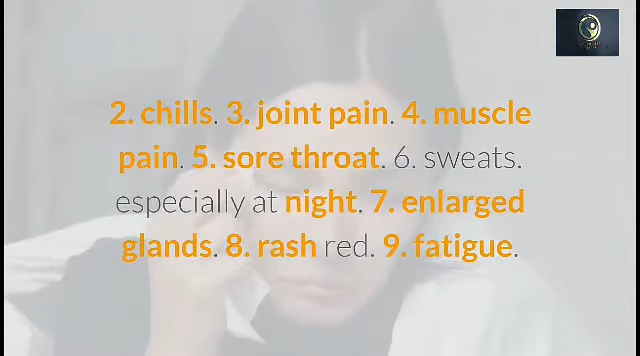 2. chills. 3. joint pain. 4. muscle
pain. 5. sore throat. 6. sweats.
especially at night. 7. enlarged
glands. 8. rash red. 9. fatigue.